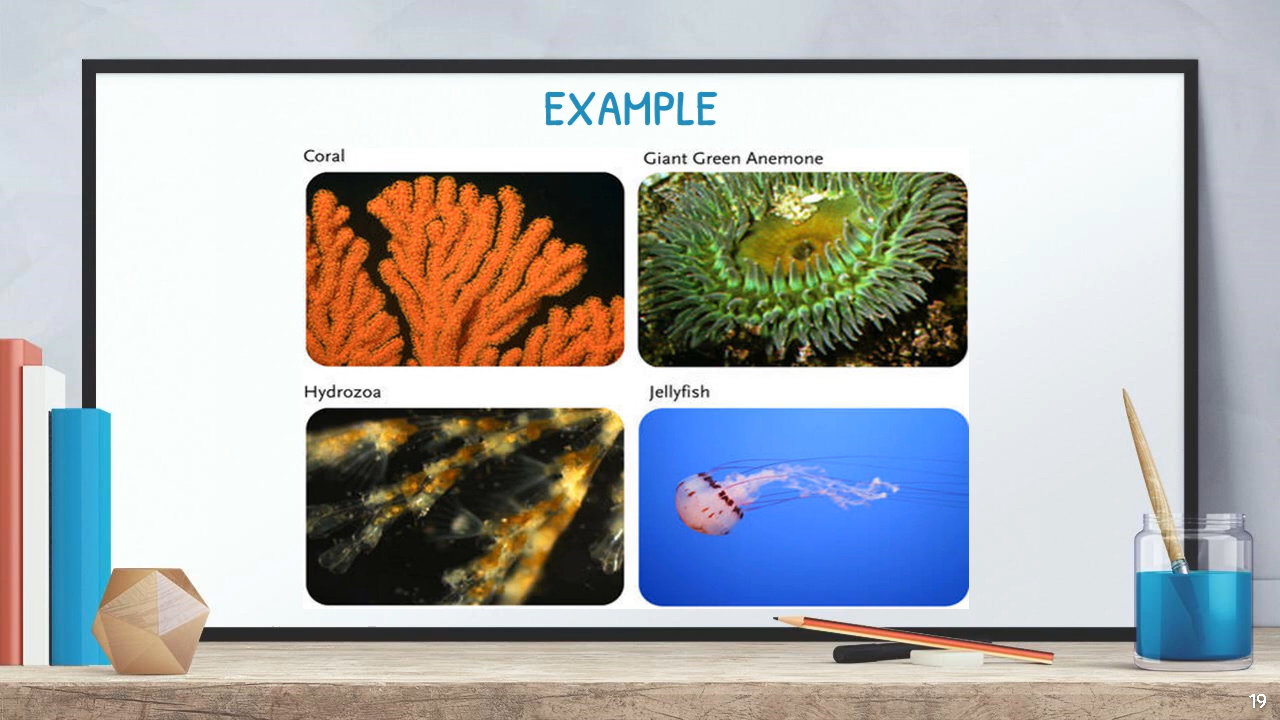 EXAMPLE
Coral
Giant Green Anemone
Hydrozoa
Jellyfish
19